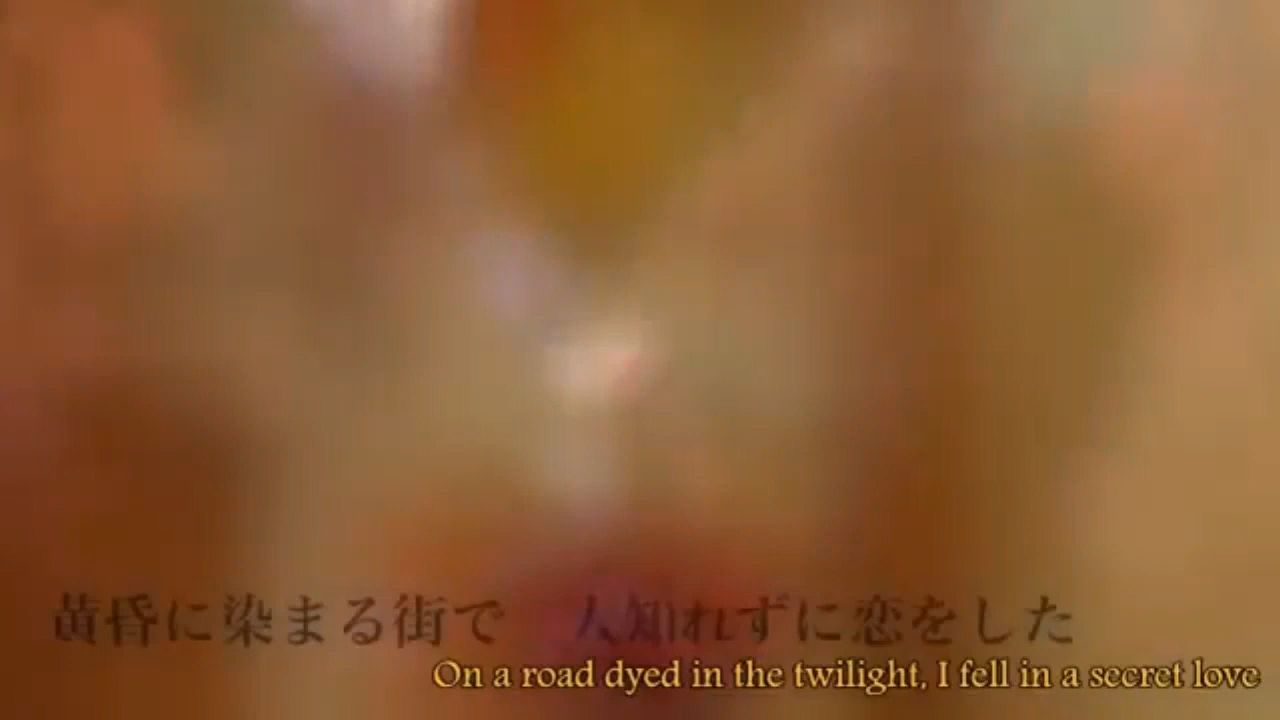 黄昏に染まる街で　人知れずに恋をした
On a road dyed in the twilight, I fell in a secret love